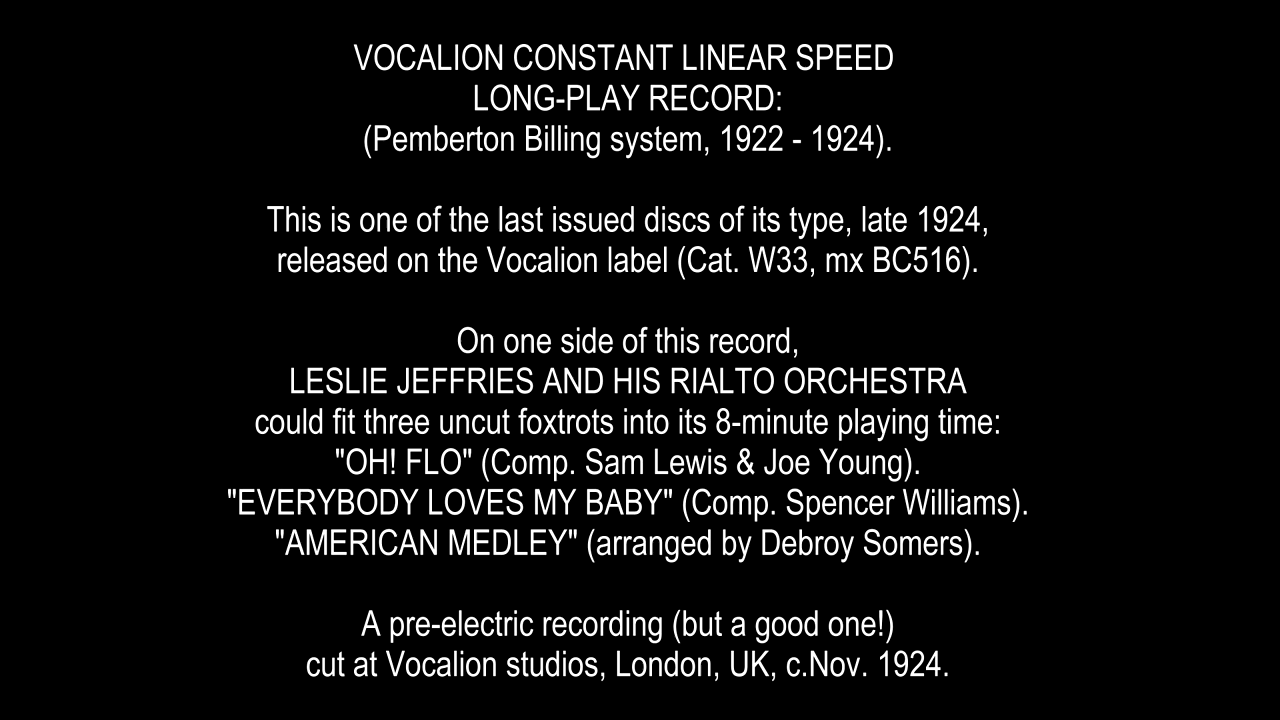 VOCALION CONSTANT LINEAR SPEED
LONG-PLAY RECORD:
(Pemberton Billing system, 1922 - 1924).
This is one of the last issued discs of its type, late 1924,
released on the Vocalion label (Cat. W33, mx BC516).
On one side of this record,
LESLIE JEFFRIES AND HIS RIALTO ORCHESTRA
could fit three uncut foxtrots into its 8-minute playing time:
"OH! FLO" (Comp. Sam Lewis & Joe Young).
"EVERYBODY LOVES MY BABY" (Comp. Spencer Williams).
"AMERICAN MEDLEY" (arranged by Debroy Somers).
A pre-electric recording (but a good one!)
cut at Vocalion studios, London, UK, c.Nov. 1924.